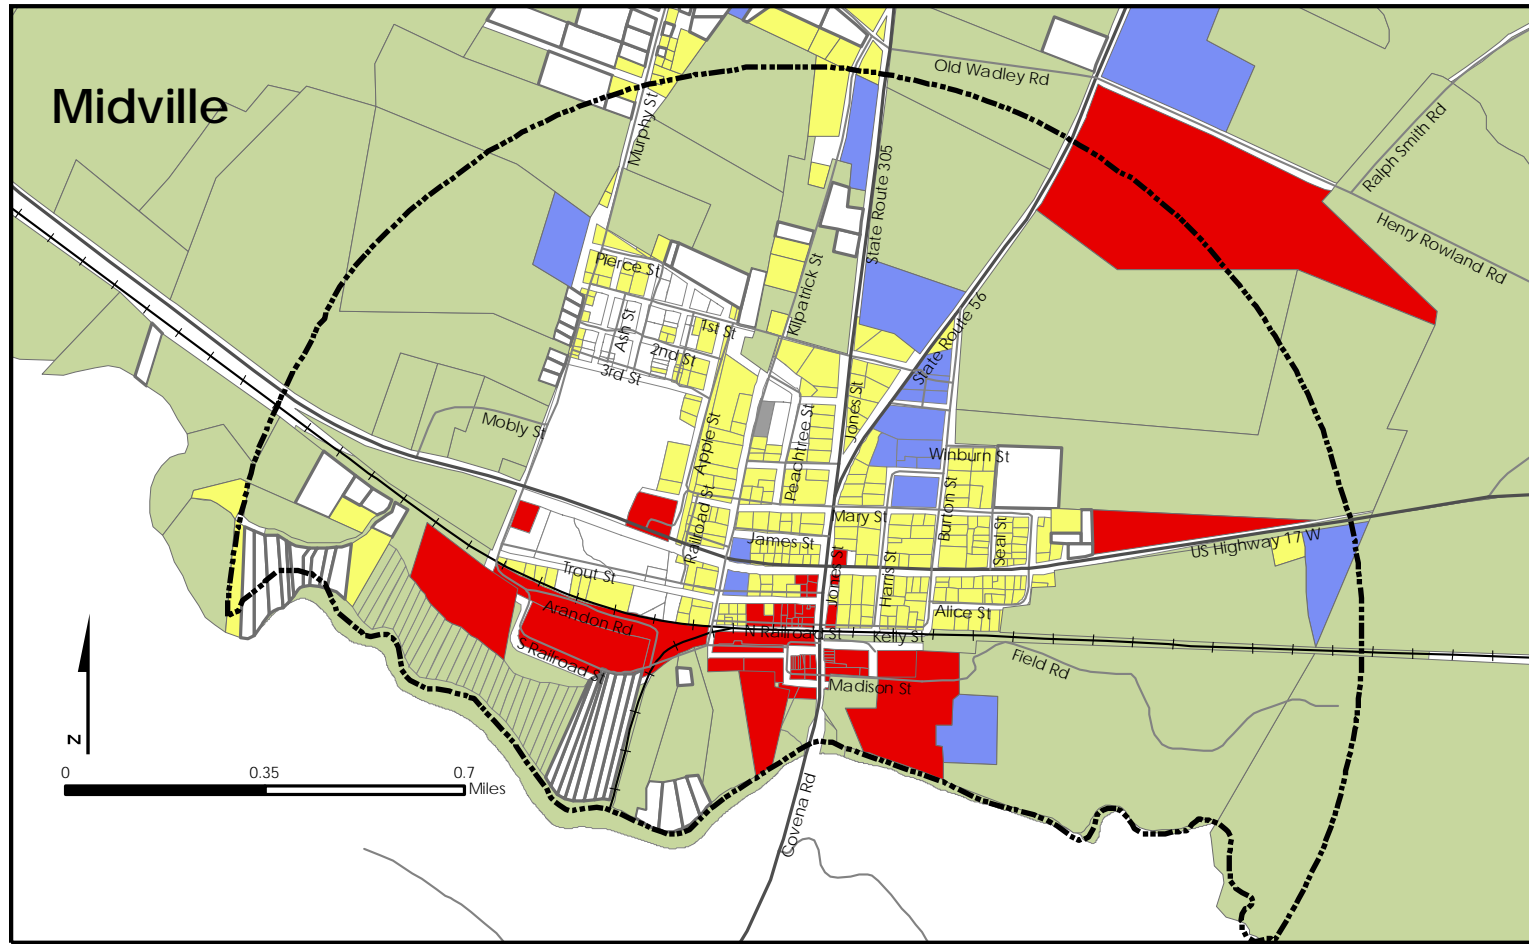 Midville
Old Wadley Rd
Murphy St
Ralph Smith Rd
State Route 305
Henry Rowland Rd
Pierce St
Kilpatrick St
State Route 56
Ash St
1st St
2nd St
3rd St
Jones St
Mobly St
Apple St
Peachtree St
Winburn St
Railroad St
Burton St
Mary St
Seal St
James St
US Highway 17 W
Trout St
Jones St
Harris St
Arandon Rd
Alice St
N Railroad St
Kelly St
S Railroad St
Field Rd
Madison St
N
0
0.35
0.7
Miles
Covena Rd